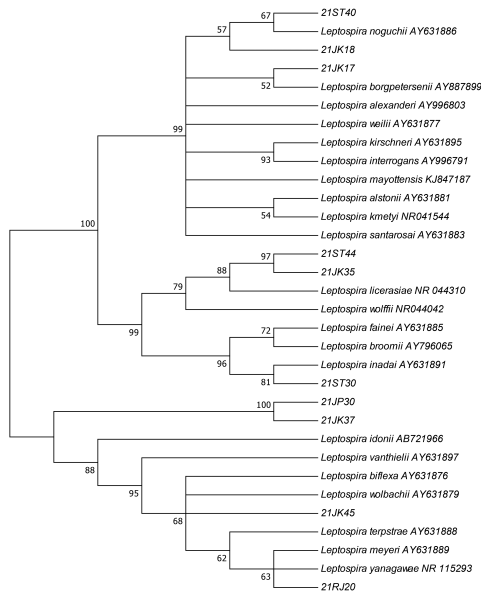 21ST40
67
Leptospira noguchii AY631886
57
21JK18
21JK17
52
Leptospira borgpetersenii AY887899
Leptospira alexanderi AY996803
Leptospira weilii AY631877
99
Leptospira kirschneri AY631895
93
Leptospira interrogans AY996791
Leptospira mayottensis KJ847187
Leptospira alstonii AY631881
54
Leptospira kmetyi NR041544
100
Leptospira santarosai AY631883
21ST44
97
21JK35
88
Leptospira licerasiae NR 044310
79
Leptospira wolffii NR044042
99
Leptospira fainei AY631885
72
Leptospira broomii AY796065
96
Leptospira inadai AY631891
81
21ST30
21JP30
100
21JK37
Leptospira idonii AB721966
88
Leptospira vanthielii AY631897
95
Leptospira biflexa AY631876
Leptospira wolbachii AY631879
21JK45
68
Leptospira terpstrae AY631888
62
Leptospira meyeri AY631889
Leptospira yanagawae NR 115293
63
21RJ20